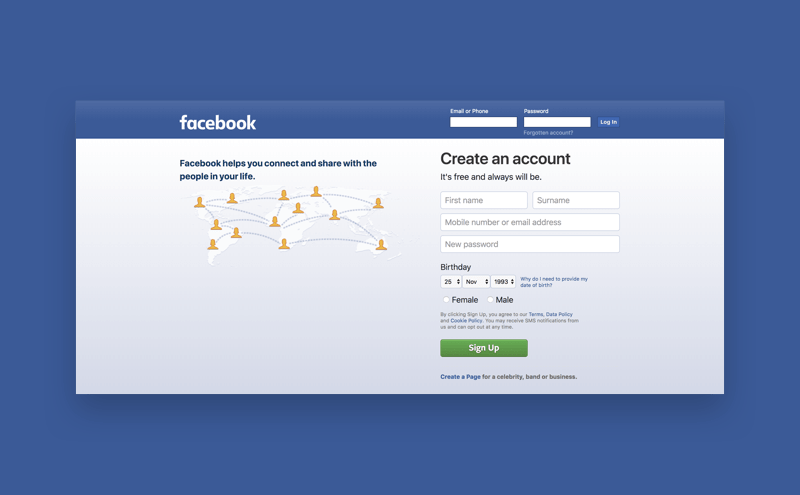 facebook
Email or Phone
Password
Log In
Forgotten account?
Facebook helps you connect and share with the
people in your life.
Create an account
It's free and always will be.
First name
Surname
Mobile number or email address
New password
Birthday
25 Nov 1993
Why do I need to provide my
date of birth?
Female Male
By clicking Sign Up, you agree to our Terms, Data Policy
and Cookie Policy. You may receive SMS notifications from
us and can opt out at any time.
Sign Up
Create a Page for a celebrity, band or business.